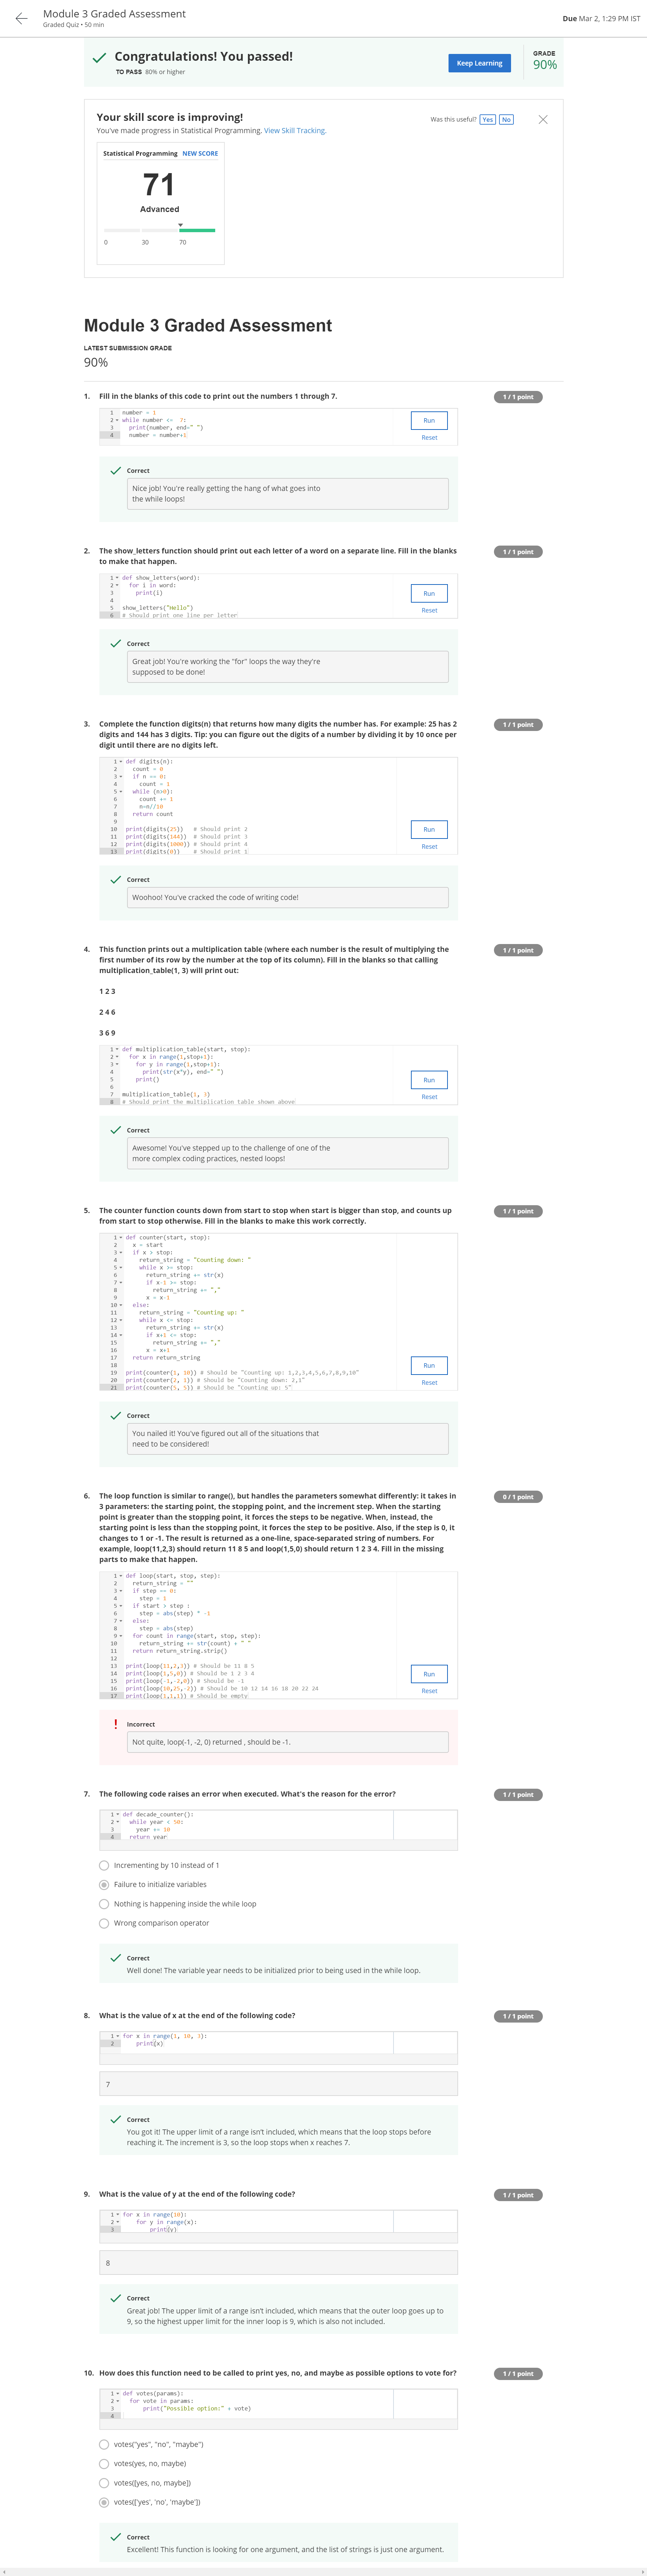 Module 3 Graded Assessment
Graded Quiz • 50 min
Due Mar 2, 1:29 PM IST
Congratulations! You passed!
TO PASS 80% or higher
Keep Learning
GRADE
90%
Your skill score is improving!
You've made progress in Statistical Programming. View Skill Tracking.
Was this useful? Yes No
Statistical Programming NEW SCORE
71
Advanced
0 30 70
Module 3 Graded Assessment
LATEST SUBMISSION GRADE
90%
1. Fill in the blanks of this code to print out the numbers 1 through 7.
1 / 1 point
1 number = 1
2 while number <= 7:
3 print(number, end=" ")
4 number = number+1
Run
Reset
Correct
Nice job! You're really getting the hang of what goes into
the while loops!
2. The show_letters function should print out each letter of a word on a separate line. Fill in the blanks
to make that happen.
1 / 1 point
1 def show_letters(word):
2 for i in word:
3 print(i)
4
5 show_letters("Hello")
6 # Should print one line per letter
Run
Reset
Correct
Great job! You're working the "for" loops the way they're
supposed to be done!
3. Complete the function digits(n) that returns how many digits the number has. For example: 25 has 2
digits and 144 has 3 digits. Tip: you can figure out the digits of a number by dividing it by 10 once per
digit until there are no digits left.
1 / 1 point
1 def digits(n):
2 count = 0
3 if n == 0:
4 count = 1
5 while (n>0):
6 count += 1
7 n=n//10
8 return count
9
10 print(digits(25)) # Should print 2
11 print(digits(144)) # Should print 3
12 print(digits(1000)) # Should print 4
13 print(digits(0)) # Should print 1
Run
Reset
Correct
Woohoo! You've cracked the code of writing code!
4. This function prints out a multiplication table (where each number is the result of multiplying the
first number of its row by the number at the top of its column). Fill in the blanks so that calling
multiplication_table(1, 3) will print out:
1 / 1 point
1 2 3
2 4 6
3 6 9
1 def multiplication_table(start, stop):
2 for x in range(1,stop+1):
3 for y in range(1,stop+1):
4 print(str(x*y), end=" ")
5 print()
6
7 multiplication_table(1, 3)
8 # Should print the multiplication table shown above
Run
Reset
Correct
Awesome! You've stepped up to the challenge of one of the
more complex coding practices, nested loops!
5. The counter function counts down from start to stop when start is bigger than stop, and counts up
from start to stop otherwise. Fill in the blanks to make this work correctly.
1 / 1 point
1 def counter(start, stop):
2 x = start
3 if x > stop:
4 return_string = "Counting down: "
5 while x >= stop:
6 return_string += str(x)
7 if x-1 >= stop:
8 return_string += ","
9 x = x-1
10 else:
11 return_string = "Counting up: "
12 while x <= stop:
13 return_string += str(x)
14 if x+1 <= stop:
15 return_string += ","
16 x = x+1
17 return return_string
18
19 print(counter(1, 10)) # Should be "Counting up: 1,2,3,4,5,6,7,8,9,10"
20 print(counter(2, 1)) # Should be "Counting down: 2,1"
21 print(counter(5, 5)) # Should be "Counting up: 5"
Run
Reset
Correct
You nailed it! You've figured out all of the situations that
need to be considered!
6. The loop function is similar to range(), but handles the parameters somewhat differently: it takes in
3 parameters: the starting point, the stopping point, and the increment step. When the starting
point is greater than the stopping point, it forces the steps to be negative. When, instead, the
starting point is less than the stopping point, it forces the step to be positive. Also, if the step is 0, it
changes to 1 or -1. The result is returned as a one-line, space-separated string of numbers. For
example, loop(11,2,3) should return 11 8 5 and loop(1,5,0) should return 1 2 3 4. Fill in the missing
parts to make that happen.
0 / 1 point
1 def loop(start, stop, step):
2 return_string = ""
3 if step == 0:
4 step = 1
5 if start > stop :
6 step = abs(step) * -1
7 else:
8 step = abs(step)
9 for count in range(start, stop, step):
10 return_string += str(count) + " "
11 return return_string.strip()
12
13 print(loop(11,2,3)) # Should be 11 8 5
14 print(loop(1,5,0)) # Should be 1 2 3 4
15 print(loop(-1,-2,0)) # Should be -1
16 print(loop(10,25,-2)) # Should be 10 12 14 16 18 20 22 24
17 print(loop(1,1,1)) # Should be empty
Run
Reset
Incorrect
Not quite, loop(-1, -2, 0) returned , should be -1.
7. The following code raises an error when executed. What's the reason for the error?
1 / 1 point
1 def decade_counter():
2 while year < 50:
3 year += 10
4 return year
Incrementing by 10 instead of 1
Failure to initialize variables
Nothing is happening inside the while loop
Wrong comparison operator
Correct
Well done! The variable year needs to be initialized prior to being used in the while loop.
8. What is the value of x at the end of the following code?
1 / 1 point
1 for x in range(1, 10, 3):
2 print(x)
7
Correct
You got it! The upper limit of a range isn't included, which means that the loop stops before
reaching it. The increment is 3, so the loop stops when x reaches 7.
9. What is the value of y at the end of the following code?
1 / 1 point
1 for x in range(10):
2 for y in range(x):
3 print(y)
8
Correct
Great job! The upper limit of a range isn't included, which means that the outer loop goes up to
9, so the highest upper limit for the inner loop is 9, which is also not included.
10. How does this function need to be called to print yes, no, and maybe as possible options to vote for?
1 / 1 point
1 def votes(params):
2 for vote in params:
3 print("Possible option:" + vote)
4
votes("yes", "no", "maybe")
votes(yes, no, maybe)
votes([yes, no, maybe])
votes(['yes', 'no', 'maybe'])
Correct
Excellent! This function is looking for one argument, and the list of strings is just one argument.